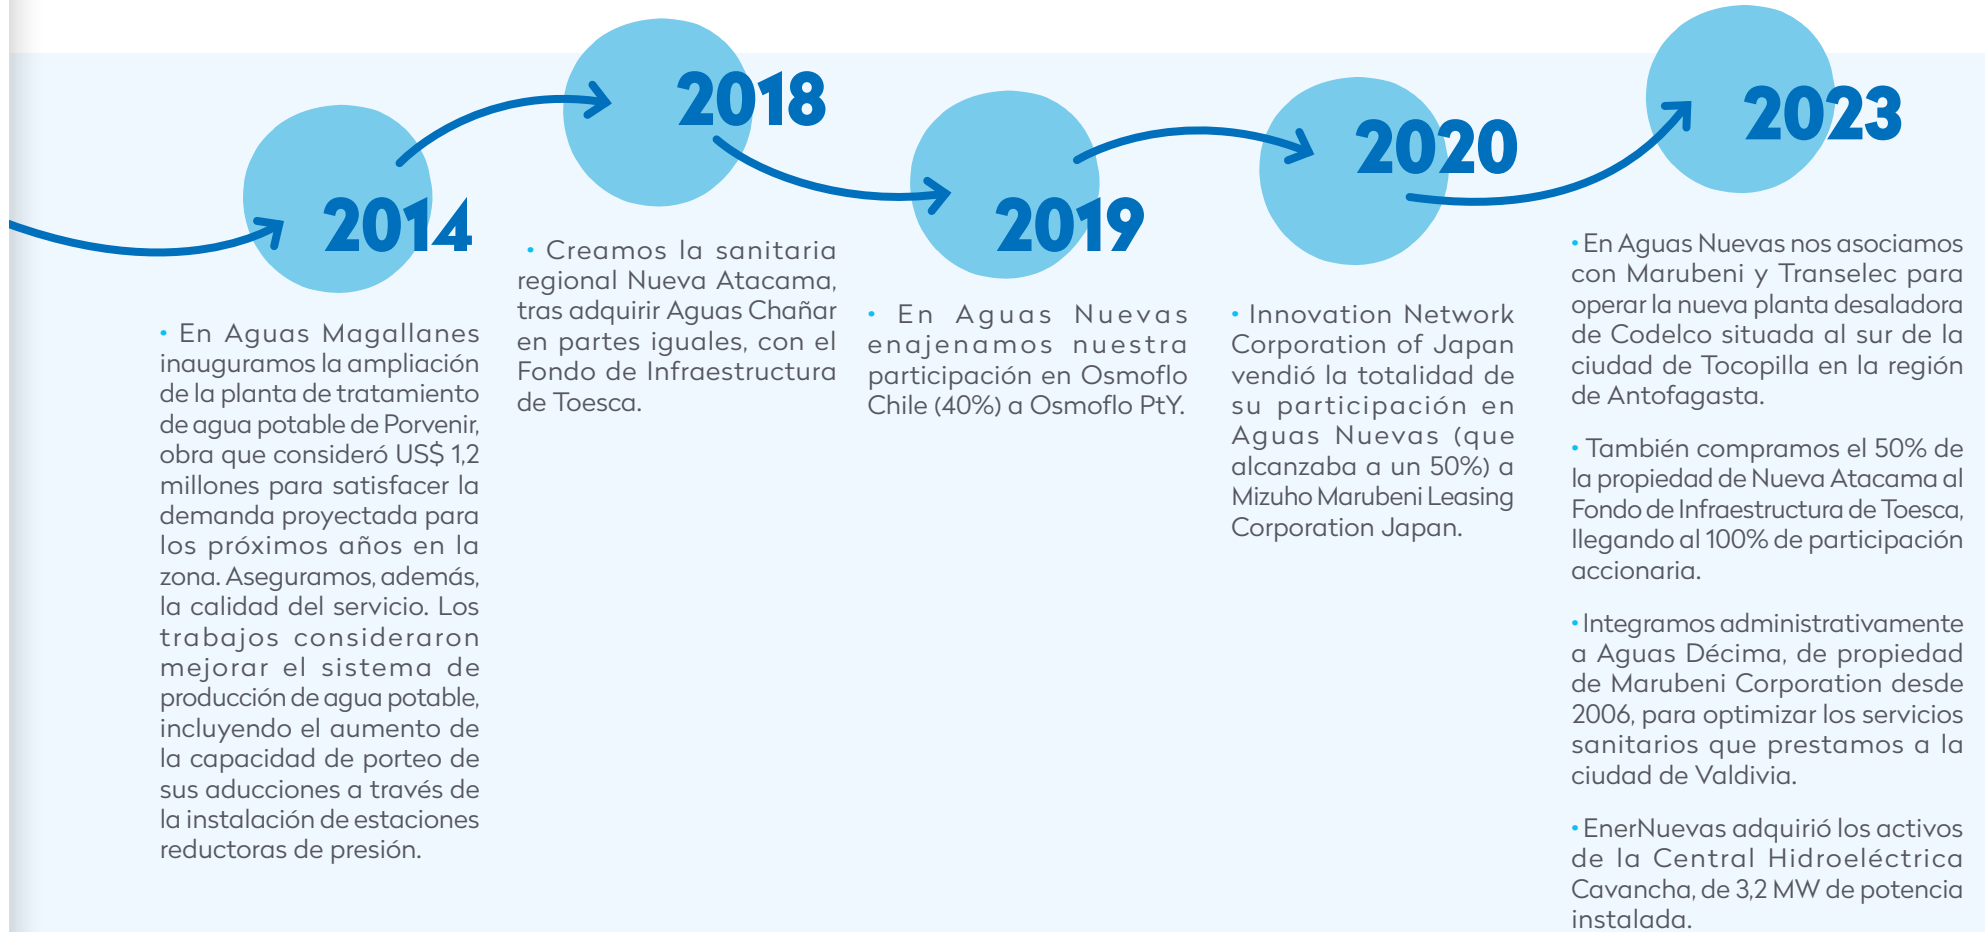 2014
• En Aguas Magallanes
inauguramos la ampliación
de la planta de tratamiento
de agua potable de Porvenir,
obra que consideró US$ 1,2
millones para satisfacer la
demanda proyectada para
los próximos años en la
zona. Aseguramos, además,
la calidad del servicio. Los
trabajos consideraron
mejorar el sistema de
producción de agua potable,
incluyendo el aumento de
la capacidad de porteo de
sus aducciones a través de
la instalación de estaciones
reductoras de presión.
2018
• Creamos la sanitaria
regional Nueva Atacama,
tras adquirir Aguas Chañar
en partes iguales, con el
Fondo de Infraestructura
de Toesca.
2019
• En Aguas Nuevas
enajenamos nuestra
participación en Osmoflo
Chile (40%) a Osmoflo PtY.
2020
• Innovation Network
Corporation of Japan
vendió la totalidad de
su participación en
Aguas Nuevas (que
alcanzaba a un 50%) a
Mizuho Marubeni Leasing
Corporation Japan.
2023
• En Aguas Nuevas nos asociamos
con Marubeni y Transelec para
operar la nueva planta desaladora
de Codelco situada al sur de la
ciudad de Tocopilla en la región
de Antofagasta.
• También compramos el 50% de
la propiedad de Nueva Atacama al
Fondo de Infraestructura de Toesca,
llegando al 100% de participación
accionaria.
• Integramos administrativamente
a Aguas Décima, de propiedad
de Marubeni Corporation desde
2006, para optimizar los servicios
sanitarios que prestamos a la
ciudad de Valdivia.
• EnerNuevas adquirió los activos
de la Central Hidroeléctrica
Cavancha, de 3,2 MW de potencia
instalada.